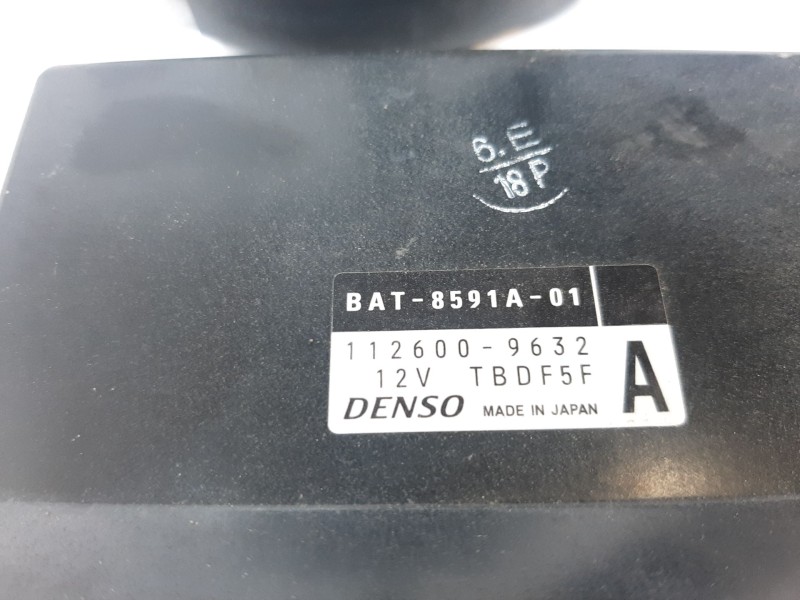 6.E
18P
BAT-8591A-01
112600-9632
12V TBDF5F
A
DENSO MADE IN JAPAN